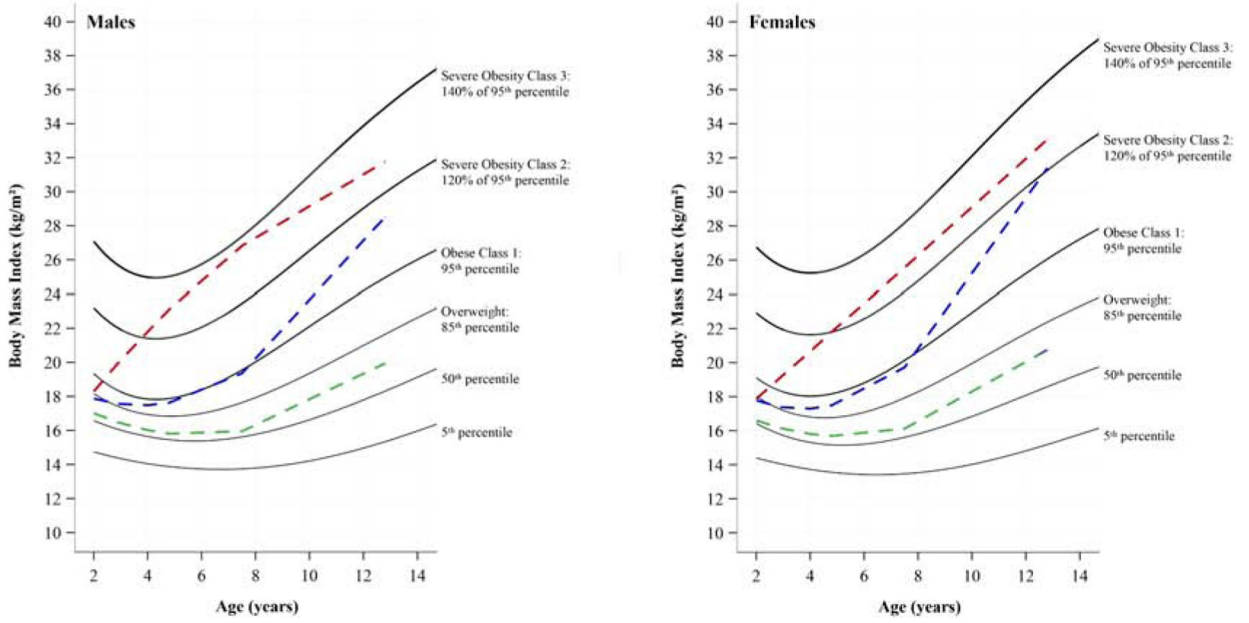 Males
Body Mass Index (kg/m²)
40
38
36
34
32
30
28
26
24
22
20
18
16
14
12
10
2 4 6 8 10 12 14
Age (years)
Severe Obesity Class 3:
140% of 95th percentile
Severe Obesity Class 2:
120% of 95th percentile
Obese Class 1:
95th percentile
Overweight:
85th percentile
50th percentile
5th percentile
Females
Body Mass Index (kg/m²)
40
38
36
34
32
30
28
26
24
22
20
18
16
14
12
10
2 4 6 8 10 12 14
Age (years)
Severe Obesity Class 3:
140% of 95th percentile
Severe Obesity Class 2:
120% of 95th percentile
Obese Class 1:
95th percentile
Overweight:
85th percentile
50th percentile
5th percentile